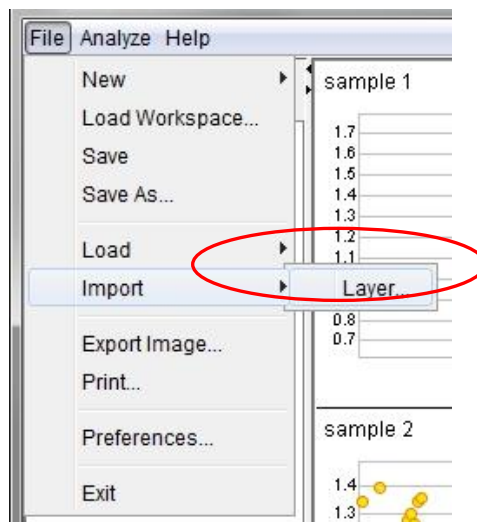 File Analyze Help
New
Load Workspace...
Save
Save As...
Load
Import
Layer...
Export Image...
Print...
Preferences...
Exit
sample 1
1.7
1.6
1.5
1.4
1.3
1.2
1.1
0.8
0.7
sample 2
1.4
1.3